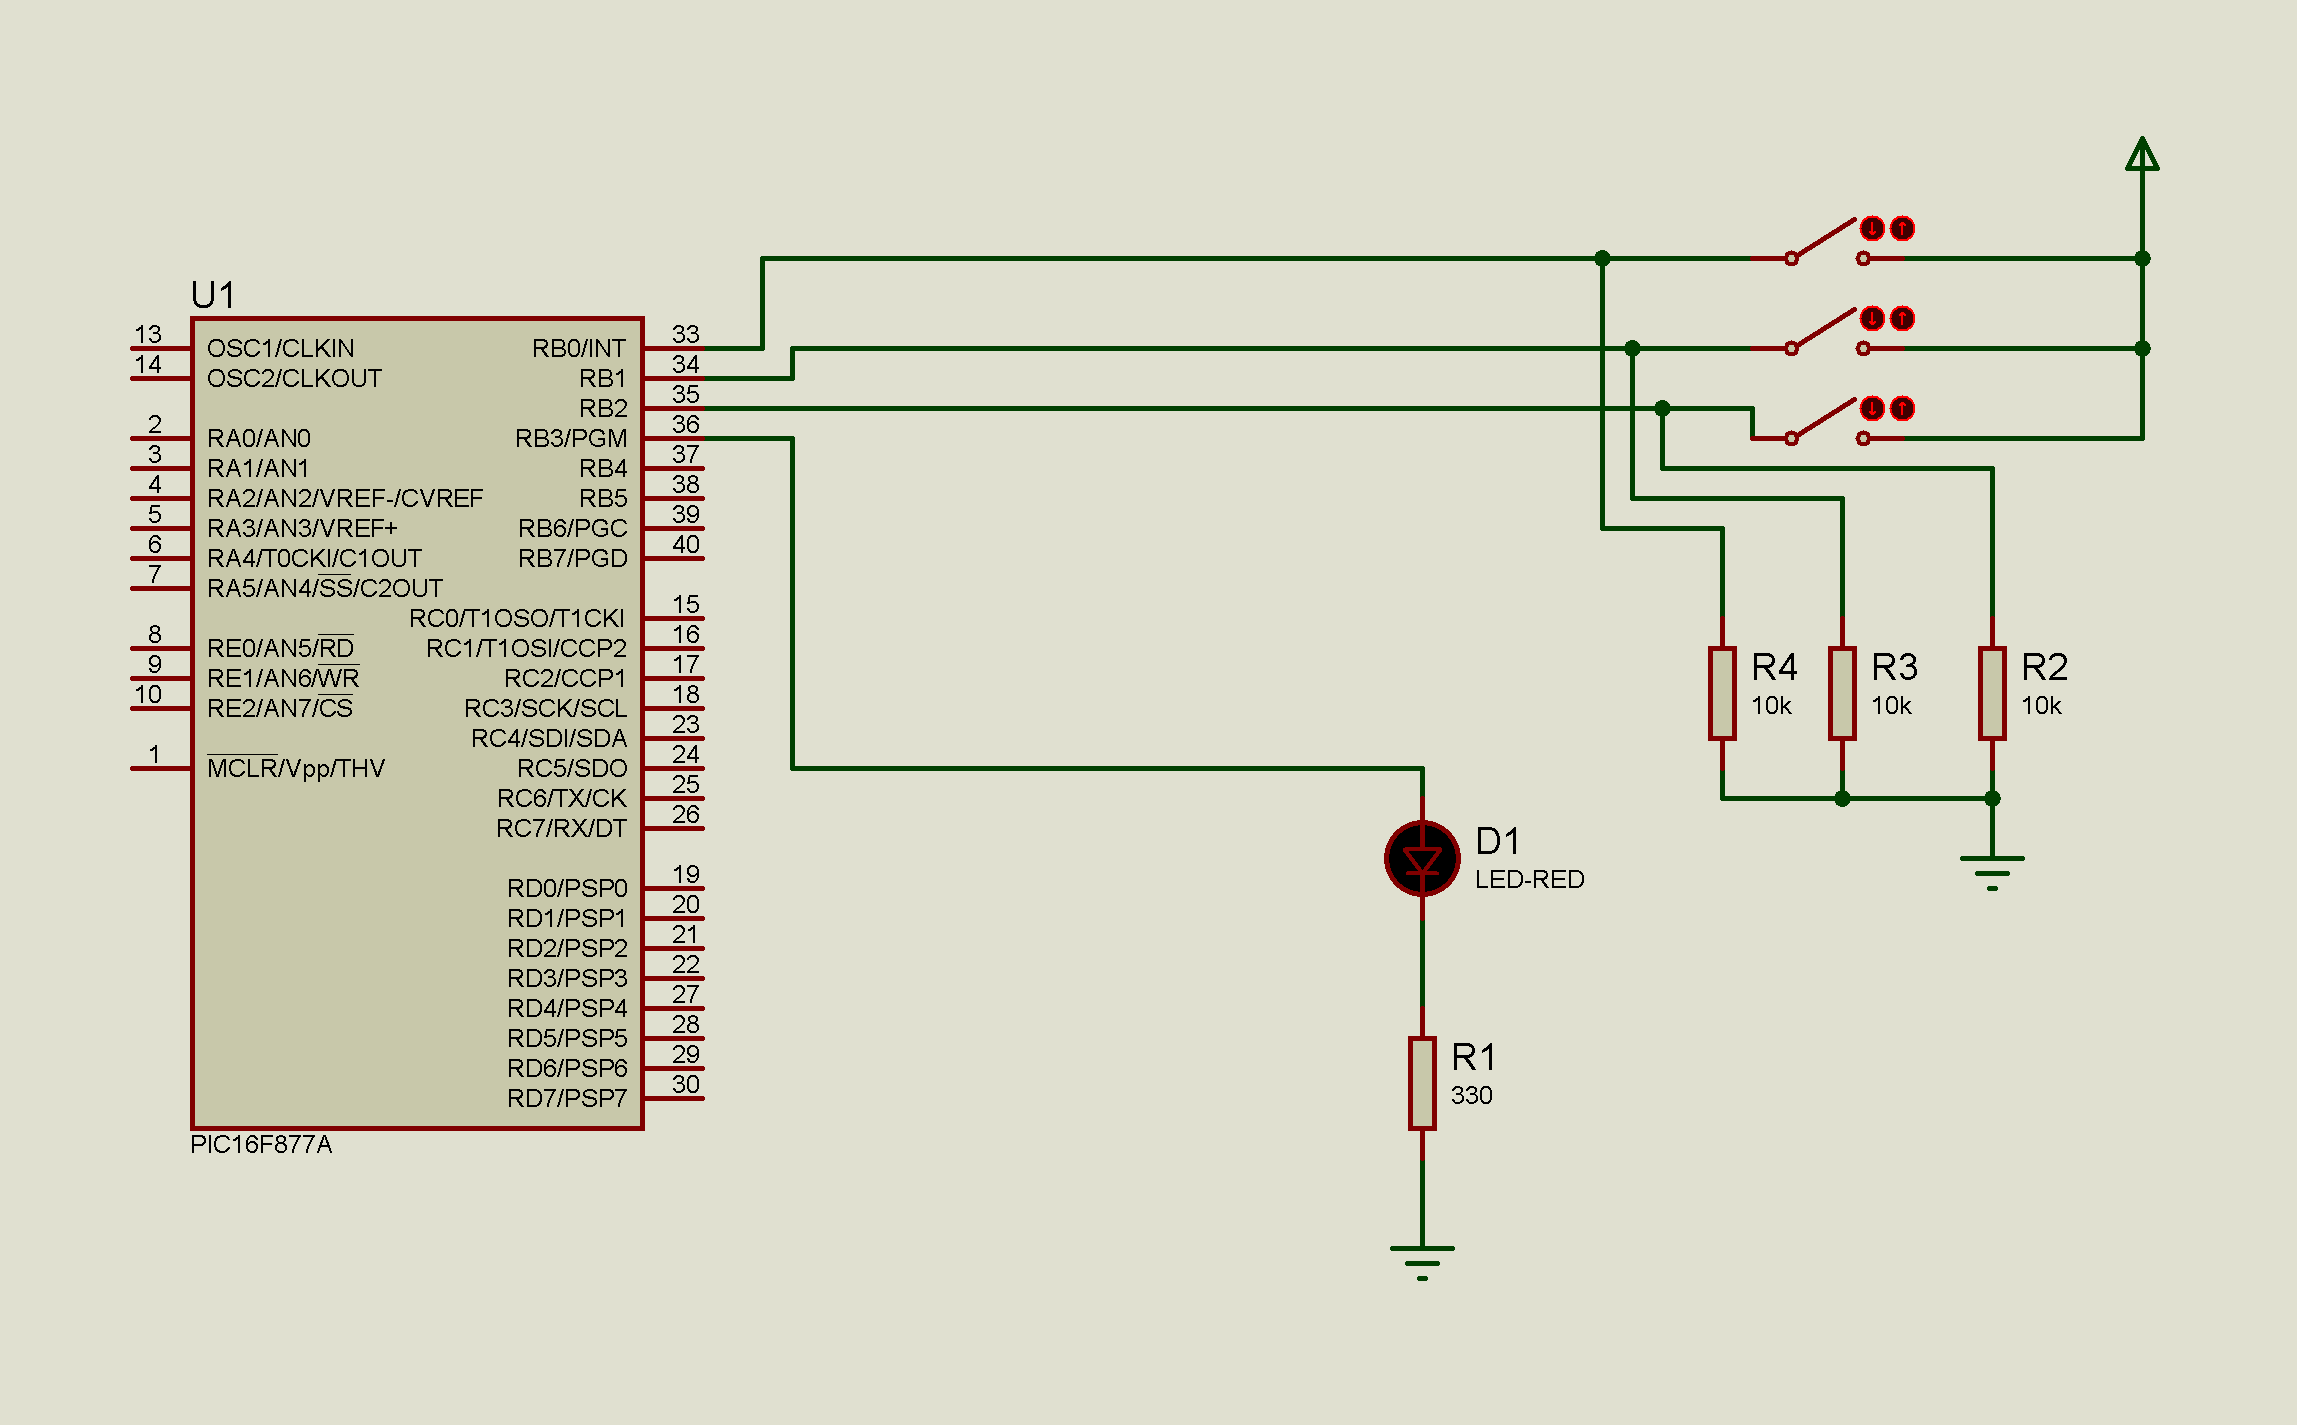 U1
13 OSC1/CLKIN
14 OSC2/CLKOUT
2 RA0/AN0
3 RA1/AN1
4 RA2/AN2/VREF-/CVREF
5 RA3/AN3/VREF+
6 RA4/T0CKI/C1OUT
7 RA5/AN4/SS/C2OUT
8 RE0/AN5/RD
9 RE1/AN6/WR
10 RE2/AN7/CS
1 MCLR/Vpp/THV
RB0/INT 33
RB1 34
RB2 35
RB3/PGM 36
RB4 37
RB5 38
RB6/PGC 39
RB7/PGD 40
RC0/T1OSO/T1CKI 15
RC1/T1OSI/CCP2 16
RC2/CCP1 17
RC3/SCK/SCL 18
RC4/SDI/SDA 23
RC5/SDO 24
RC6/TX/CK 25
RC7/RX/DT 26
RD0/PSP0 19
RD1/PSP1 20
RD2/PSP2 21
RD3/PSP3 22
RD4/PSP4 27
RD5/PSP5 28
RD6/PSP6 29
RD7/PSP7 30
PIC16F877A
D1
LED-RED
R1
330
R4
10k
R3
10k
R2
10k